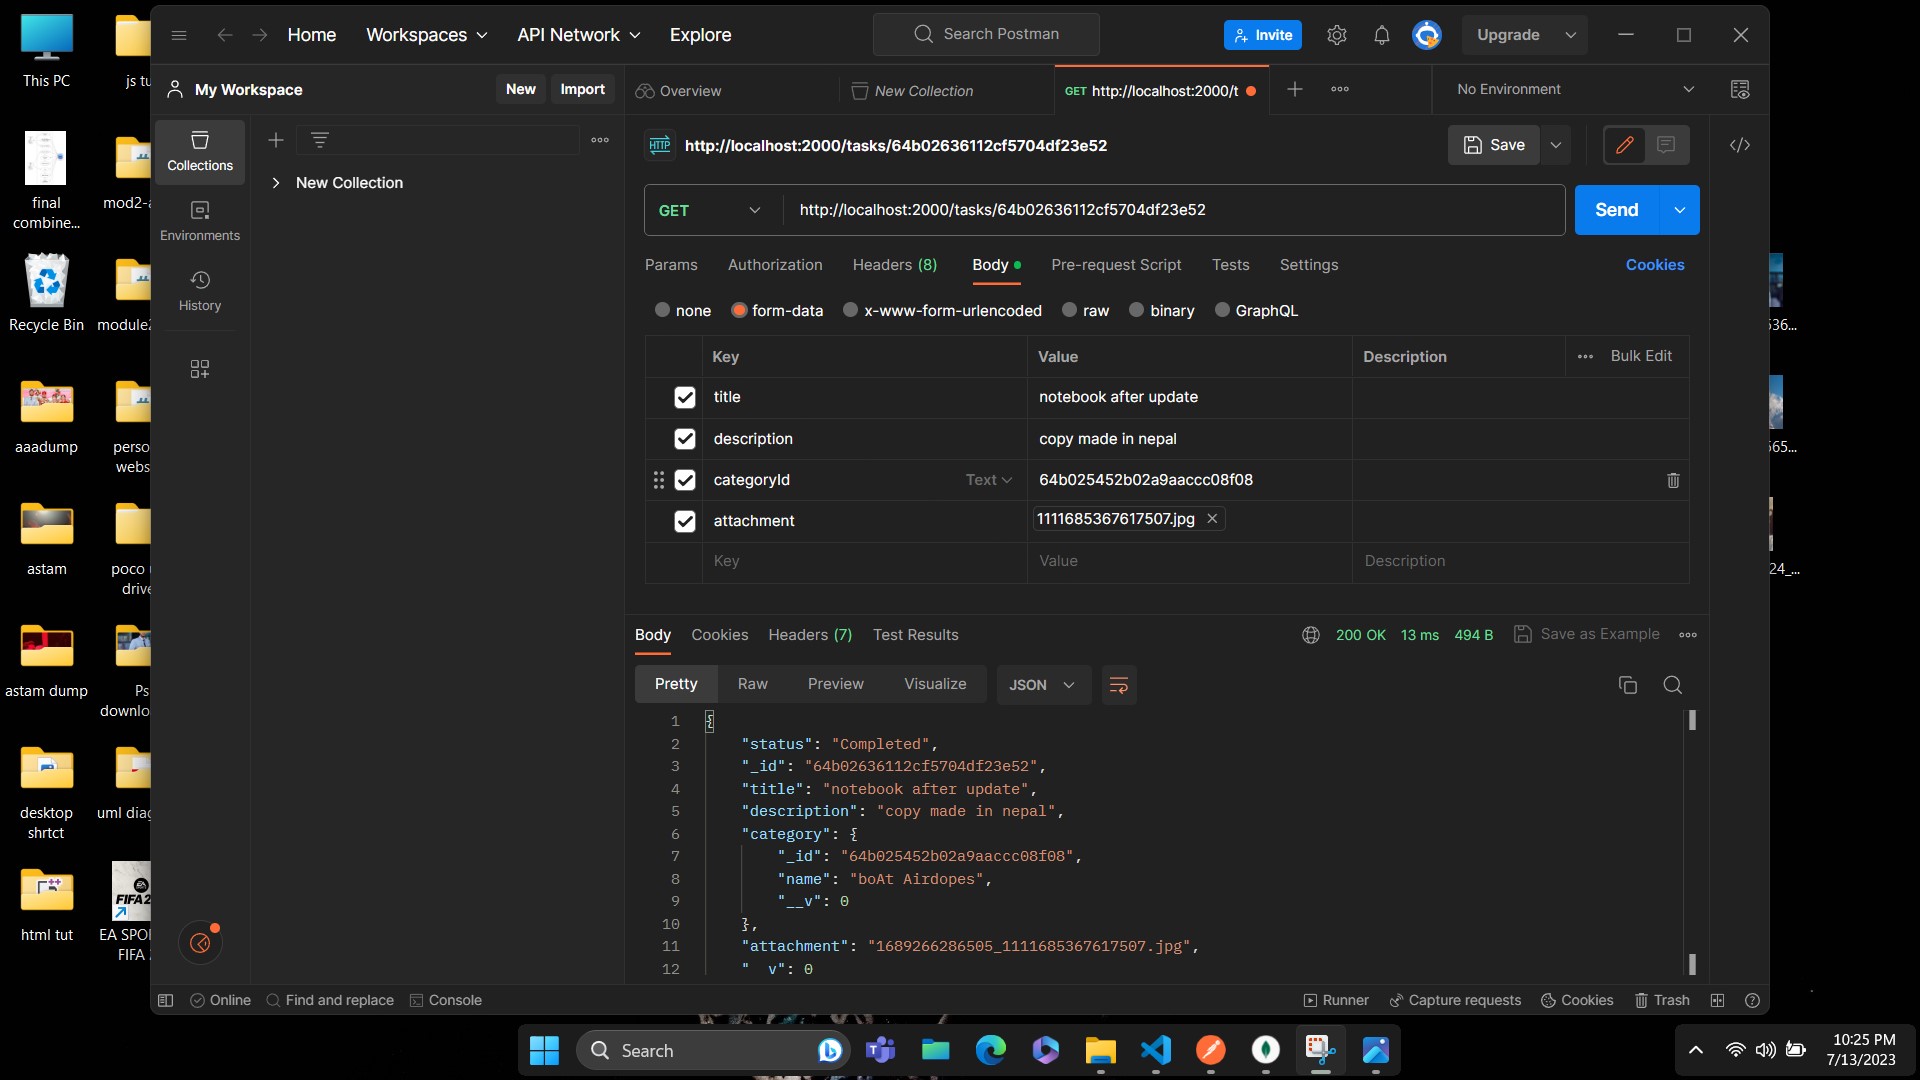 Home
Workspaces
API Network
Explore
Search Postman
Invite
Upgrade
My Workspace
New
Import
Overview
New Collection
GET http://localhost:2000/t
No Environment
Collections
Environments
History
New Collection
HTTP
http://localhost:2000/tasks/64b02636112cf5704df23e52
Save
GET
http://localhost:2000/tasks/64b02636112cf5704df23e52
Send
Params
Authorization
Headers (8)
Body
Pre-request Script
Tests
Settings
Cookies
none
form-data
x-www-form-urlencoded
raw
binary
GraphQL
Key Value Description
Bulk Edit
title notebook after update
description copy made in nepal
categoryId Text 64b025452b02a9aaccc08f08
attachment 1111685367617507.jpg
Key Value Description
Body
Cookies
Headers (7)
Test Results
200 OK 13 ms 494 B
Save as Example
Pretty
Raw
Preview
Visualize
JSON
1 {
2 "status": "Completed",
3 "_id": "64b02636112cf5704df23e52",
4 "title": "notebook after update",
5 "description": "copy made in nepal",
6 "category": {
7 "_id": "64b025452b02a9aaccc08f08",
8 "name": "boAt Airdopes",
9 "__v": 0
10 },
11 "attachment": "1689266286505_1111685367617507.jpg",
12 "__v": 0
Online
Find and replace
Console
Runner
Capture requests
Cookies
Trash
This PC
js tu
final
combine...
mod2-a
Recycle Bin
module2
aaadump
perso
webs
astam
poco
drive
astam dump
Ps
downlo
desktop
shrtct
uml diag
html tut
FIFA 2
EA SPO
FIFA
536...
565...
24_...
Search
10:25 PM
7/13/2023